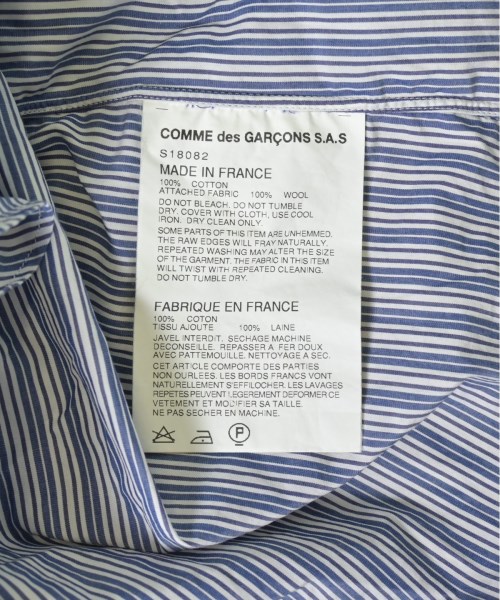 COMME des GARÇONS S.A.S
S18082
MADE IN FRANCE
100% COTTON
ATTACHED FABRIC 100% WOOL
DO NOT BLEACH. DO NOT TUMBLE
DRY. COVER WITH CLOTH. USE COOL
IRON. DRY CLEAN ONLY
SOME PARTS OF THIS ITEM ARE UNHEMMED.
THE RAW EDGES WILL FRAY NATURALLY.
REPEATED WASHING MAY ALTER THE SIZE
OF THE GARMENT. THE FABRIC IN THIS ITEM
WILL TWIST WITH REPEATED CLEANING.
DO NOT TUMBLE DRY.
FABRIQUE EN FRANCE
100% COTON
TISSU AJOUTE 100% LAINE
JAVEL INTERDIT. SECHAGE MACHINE
DECONSEILLE. REPASSER A FER DOUX
AVEC PATTEMOUILLE. NETTOYAGE A SEC.
CET ARTICLE COMPORTE DES PARTIES
NON OURLEES. LES BORDS FRANCS VONT
NATURELLEMENT S'EFFILOCHER. LES LAVAGES
REPETES PEUVENT LEGEREMENT DEFORMER CE
VETEMENT ET MODIFIER SA TAILLE.
NE PAS SECHER EN MACHINE.
P